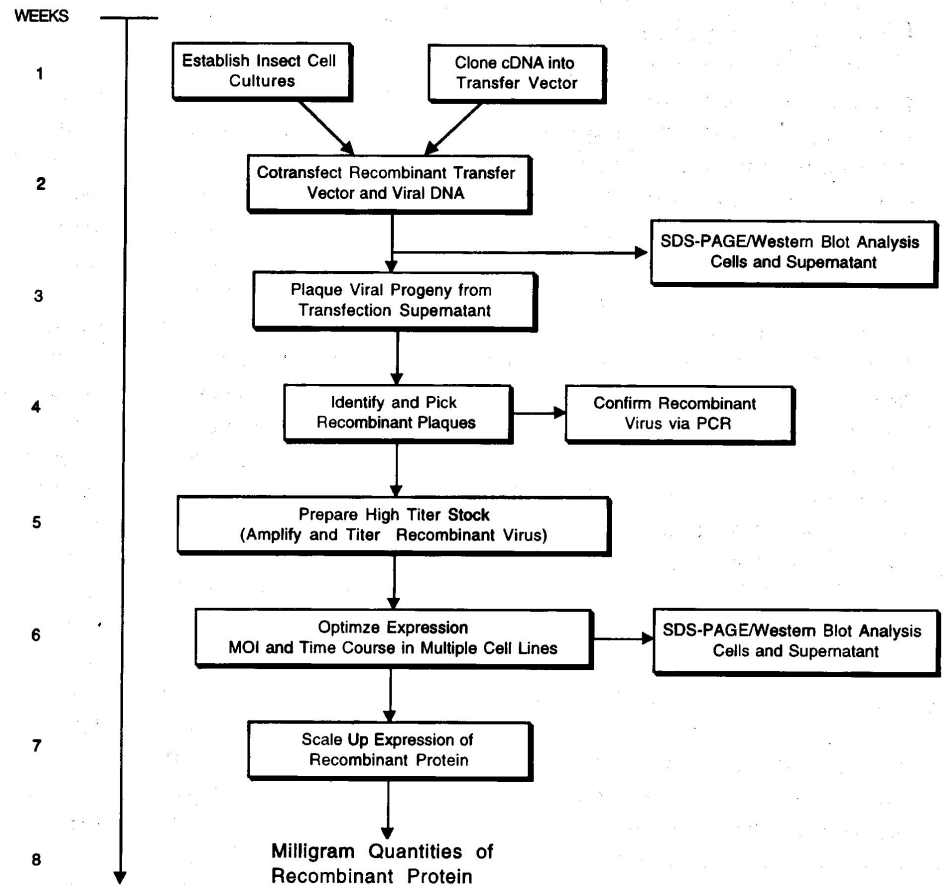 WEEKS
1
Establish Insect Cell
Cultures
Clone cDNA into
Transfer Vector
2
Cotransfect Recombinant Transfer
Vector and Viral DNA
SDS-PAGE/Western Blot Analysis
Cells and Supernatant
3
Plaque Viral Progeny from
Transfection Supernatant
4
Identify and Pick
Recombinant Plaques
Confirm Recombinant
Virus via PCR
5
Prepare High Titer Stock
(Amplify and Titer Recombinant Virus)
6
Optimze Expression
MOI and Time Course in Multiple Cell Lines
SDS-PAGE/Western Blot Analysis
Cells and Supernatant
7
Scale Up Expression of
Recombinant Protein
8
Milligram Quantities of
Recombinant Protein